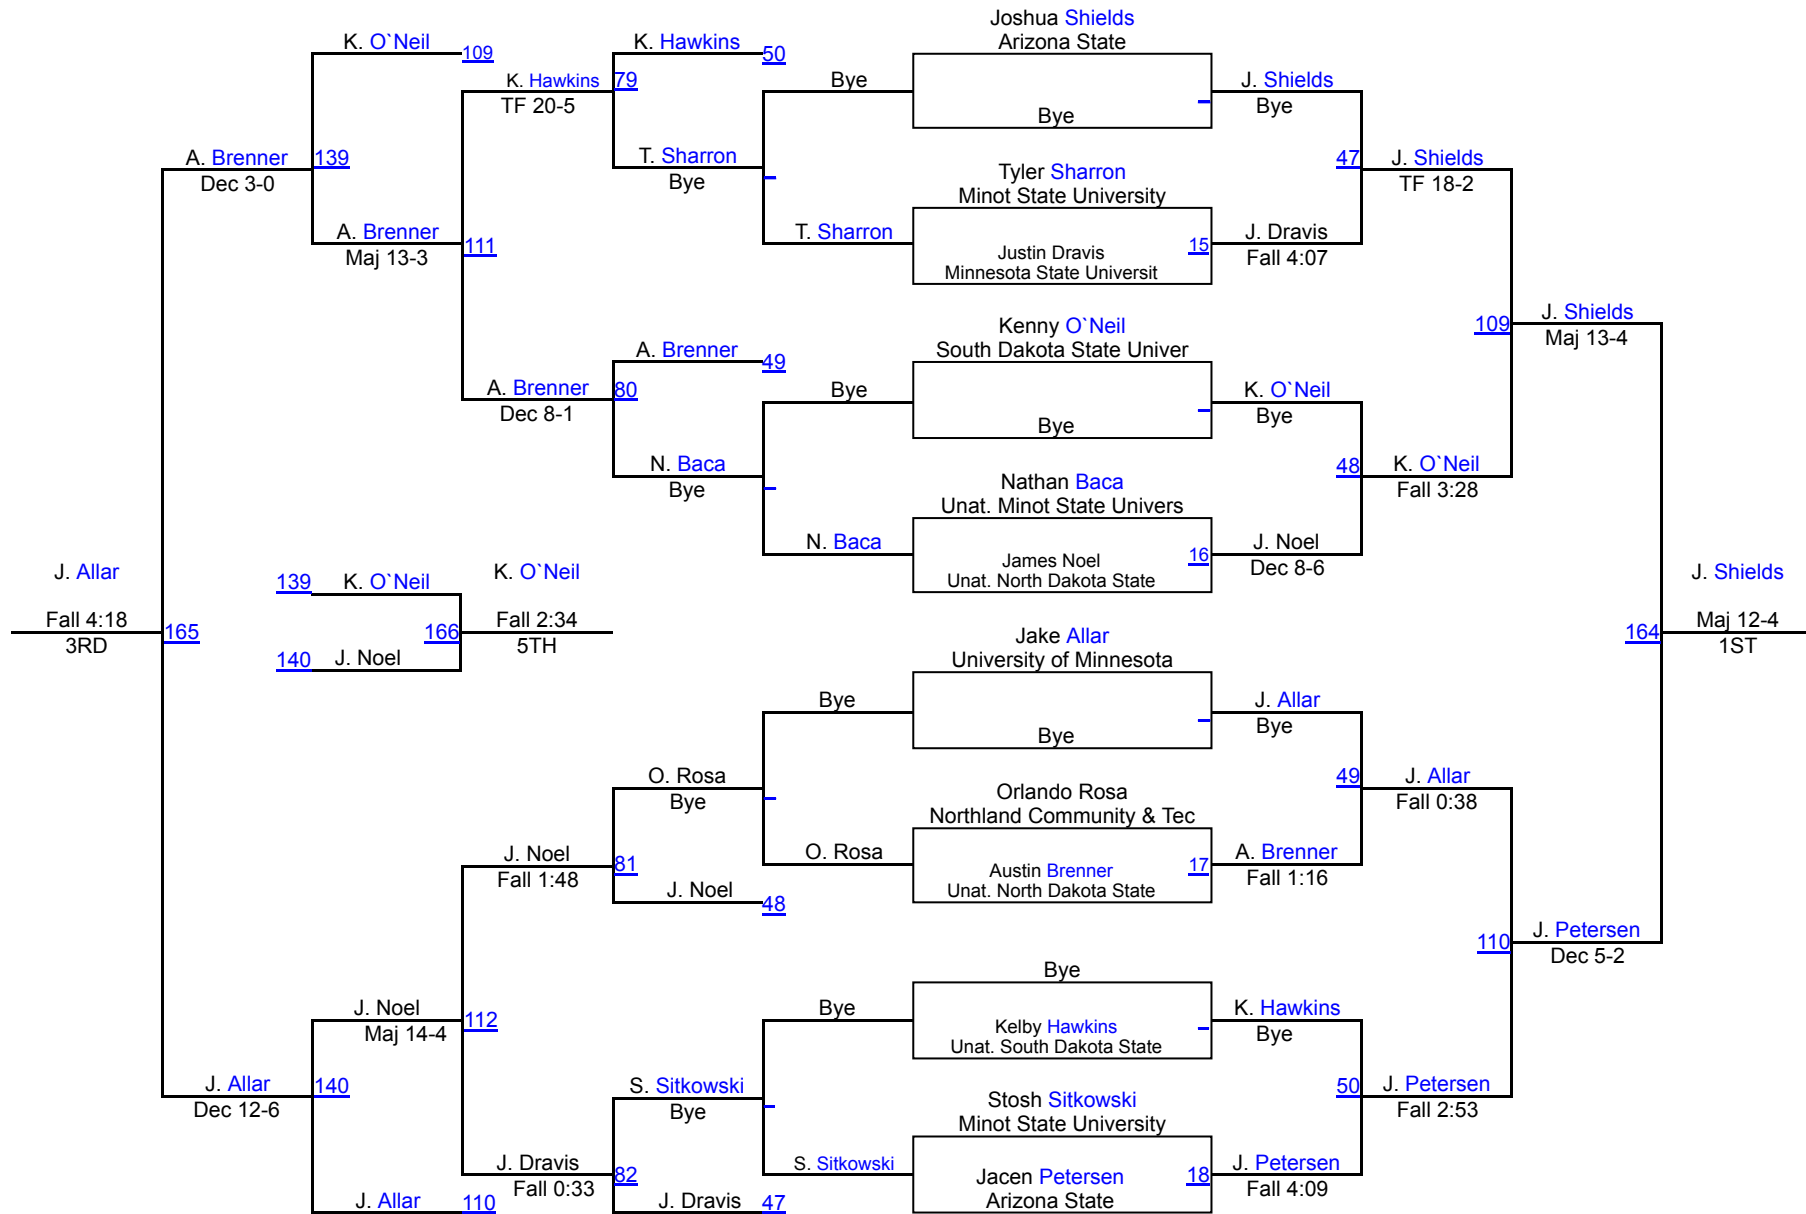 Joshua Shields
Arizona State
K. O`Neil
109
K. Hawkins
50
K. Hawkins
79
TF 20-5
Bye
Bye
J. Shields
Bye
A. Brenner
139
Dec 3-0
T. Sharron
Bye
Tyler Sharron
Minot State University
47
J. Shields
TF 18-2
A. Brenner
111
Maj 13-3
T. Sharron
Justin Dravis
Minnesota State Universit
15
J. Dravis
Fall 4:07
Kenny O`Neil
South Dakota State Univer
109
J. Shields
Maj 13-4
A. Brenner
49
A. Brenner
80
Dec 8-1
Bye
Bye
K. O`Neil
Bye
N. Baca
Bye
Nathan Baca
Unat. Minot State Univers
48
K. O`Neil
Fall 3:28
N. Baca
James Noel
Unat. North Dakota State
16
J. Noel
Dec 8-6
J. Allar
Fall 4:18
3RD
165
139
K. O`Neil
140
J. Noel
166
K. O`Neil
Fall 2:34
5TH
J. Shields
164
Maj 12-4
1ST
Jake Allar
University of Minnesota
Bye
Bye
J. Allar
Bye
O. Rosa
Bye
Orlando Rosa
Northland Community & Tec
49
J. Allar
Fall 0:38
J. Noel
81
Fall 1:48
O. Rosa
Austin Brenner
Unat. North Dakota State
17
A. Brenner
Fall 1:16
J. Noel
48
110
J. Petersen
Dec 5-2
Bye
J. Noel
112
Maj 14-4
Bye
Kelby Hawkins
Unat. South Dakota State
K. Hawkins
Bye
J. Allar
140
Dec 12-6
S. Sitkowski
Bye
Stosh Sitkowski
Minot State University
50
J. Petersen
Fall 2:53
J. Dravis
82
Fall 0:33
S. Sitkowski
Jacen Petersen
Arizona State
18
J. Petersen
Fall 4:09
J. Allar
110
J. Dravis
47